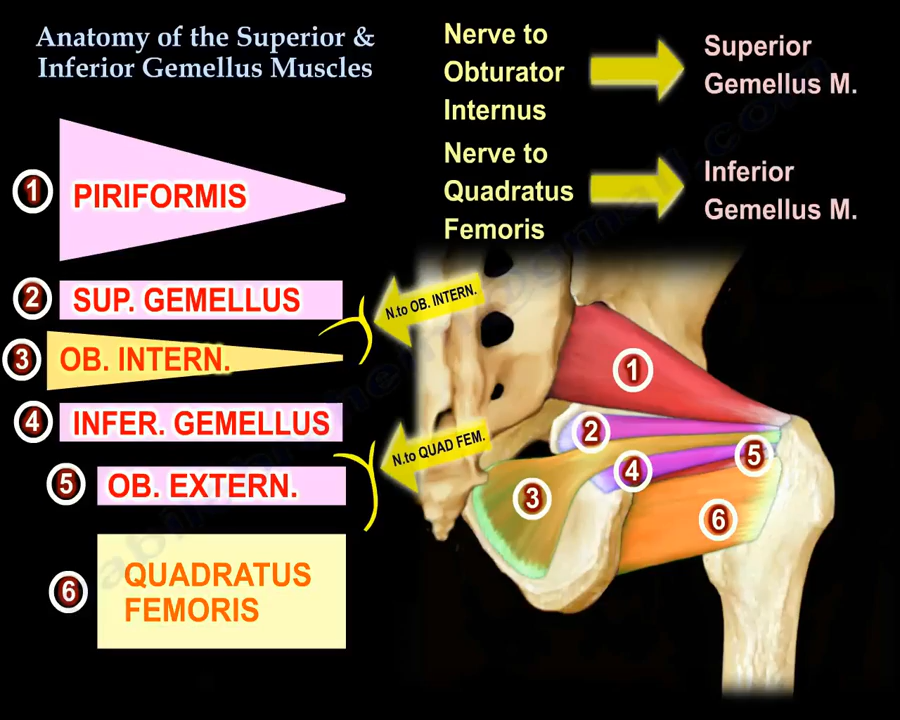 Anatomy of the Superior &
Inferior Gemellus Muscles
Nerve to
Obturator
Internus
Superior
Gemellus M.
Nerve to
Quadratus
Femoris
Inferior
Gemellus M.
1 PIRIFORMIS
2 SUP. GEMELLUS
3 OB. INTERN.
4 INFER. GEMELLUS
5 OB. EXTERN.
6 QUADRATUS
FEMORIS
N.to OB. INTERN.
N.to QUAD FEM.
1
2
3
4
5
6